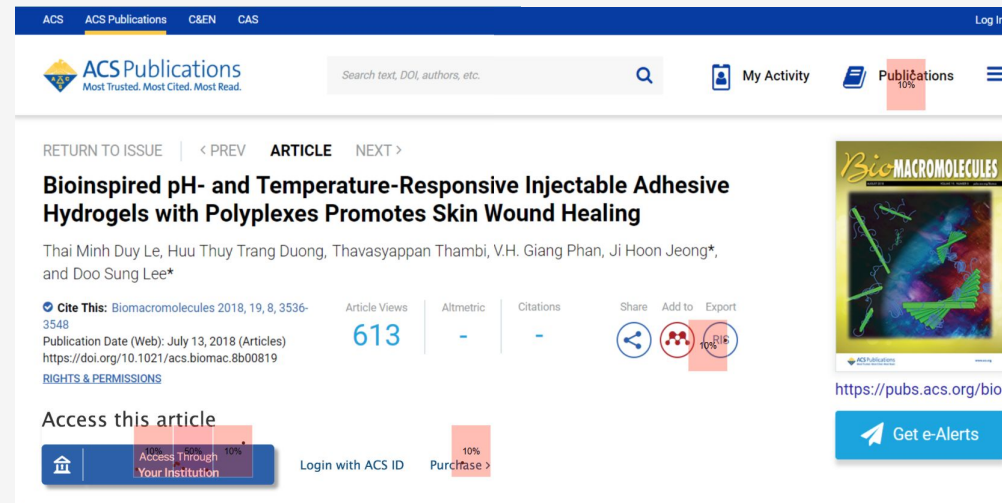 ACS ACS Publications C&EN CAS Log In
ACS Publications
Most Trusted. Most Cited. Most Read.
Search text, DOI, authors, etc.
My Activity
Publications
10%
RETURN TO ISSUE < PREV ARTICLE NEXT >
Bioinspired pH- and Temperature-Responsive Injectable Adhesive
Hydrogels with Polyplexes Promotes Skin Wound Healing
Thai Minh Duy Le, Huu Thuy Trang Duong, Thavasyappan Thambi, V.H. Giang Phan, Ji Hoon Jeong*,
and Doo Sung Lee*
Cite This: Biomacromolecules 2018, 19, 8, 3536-
3548
Publication Date (Web): July 13, 2018 (Articles)
https://doi.org/10.1021/acs.biomac.8b00819
RIGHTS & PERMISSIONS
Article Views
613
Altmetric
-
Citations
-
Share Add to Export
RIS
10%
BioMACROMOLECULES
ACS Publications
https://pubs.acs.org/bio
Get e-Alerts
Access this article
10% 50% 10%
Access Through
Your Institution
Login with ACS ID
10%
Purchase >